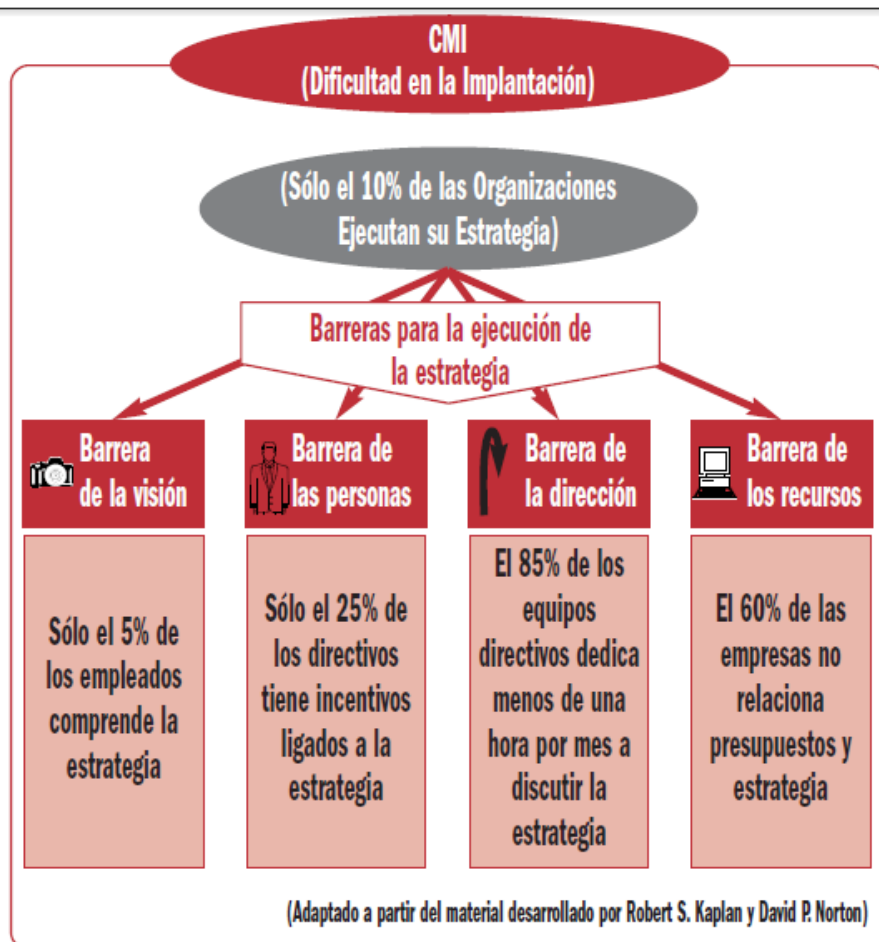 CMI
(Dificultad en la Implantación)
(Sólo el 10% de las Organizaciones
Ejecutan su Estrategia)
Barreras para la ejecución de
la estrategia
Barrera
de la visión
Barrera de
las personas
Barrera de
la dirección
Barrera de
los recursos
Sólo el 5% de
los empleados
comprende la
estrategia
Sólo el 25% de
los directivos
tiene incentivos
ligados a la
estrategia
El 85% de los
equipos
directivos dedica
menos de una
hora por mes a
discutir la
estrategia
El 60% de las
empresas no
relaciona
presupuestos y
estrategia
(Adaptado a partir del material desarrollado por Robert S. Kaplan y David P. Norton)